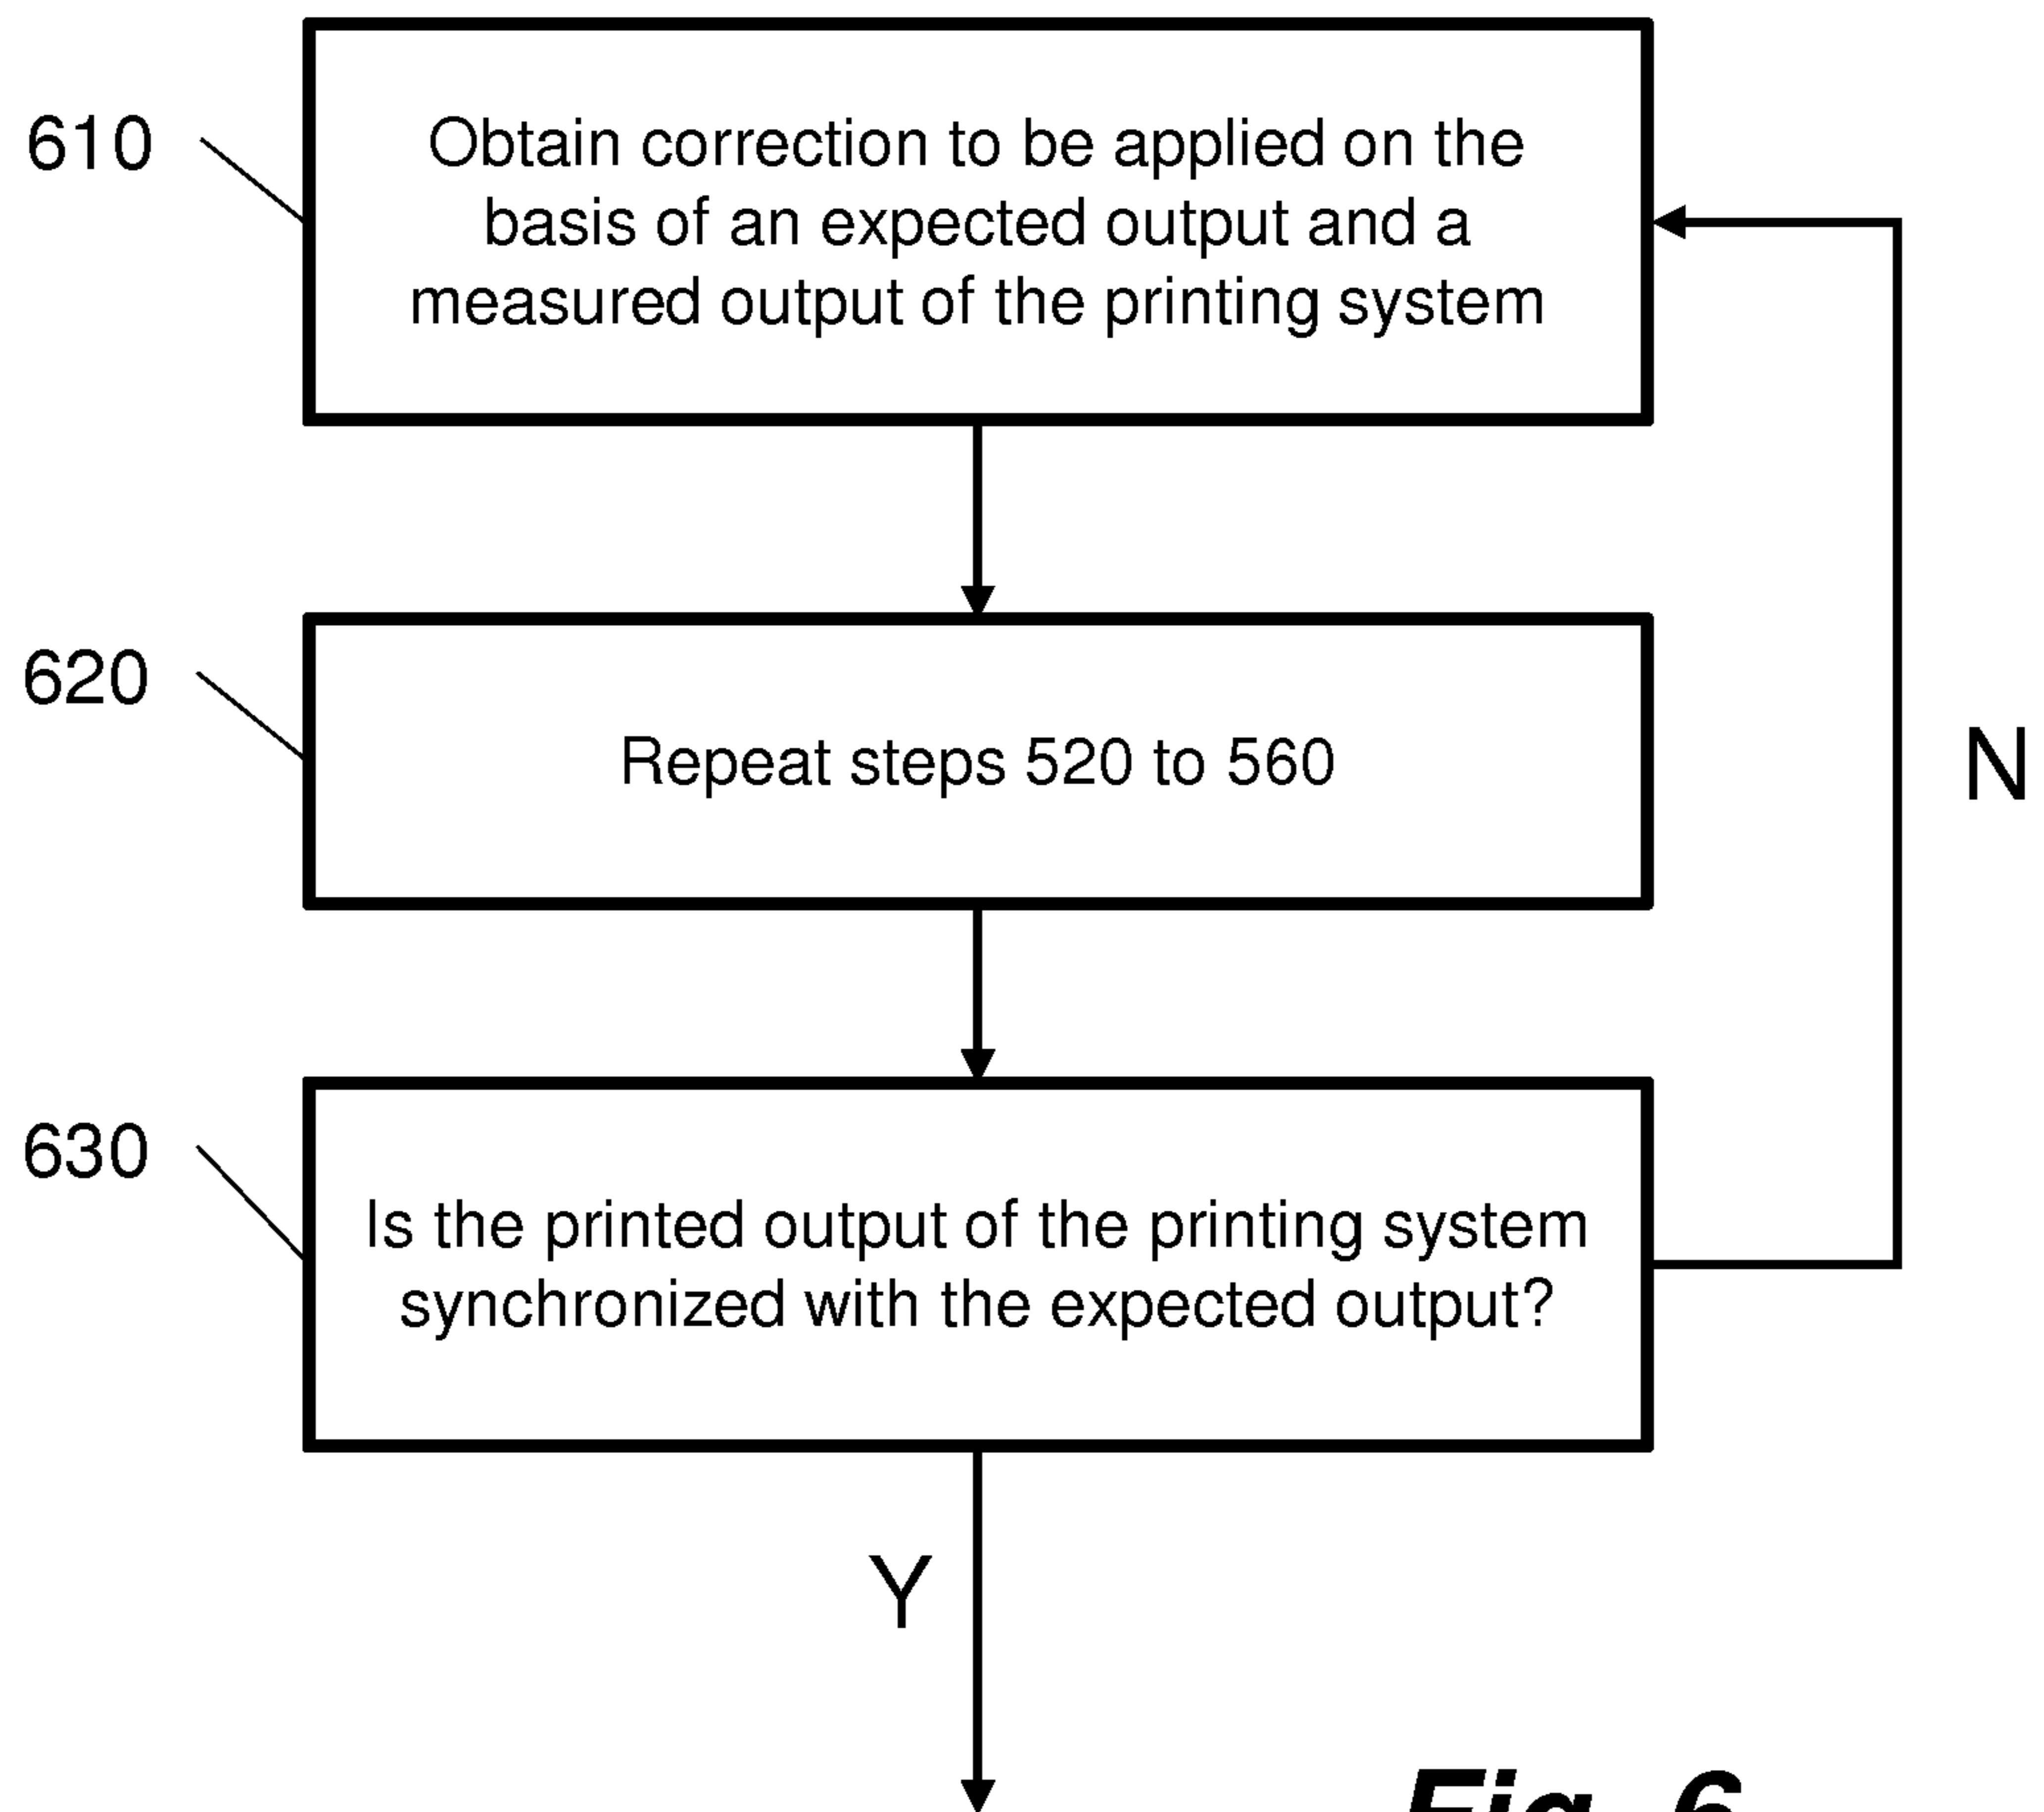 610
Obtain correction to be applied on the
basis of an expected output and a
measured output of the printing system
620
Repeat steps 520 to 560
N
630
Is the printed output of the printing system
synchronized with the expected output?
Y
Fig. 6